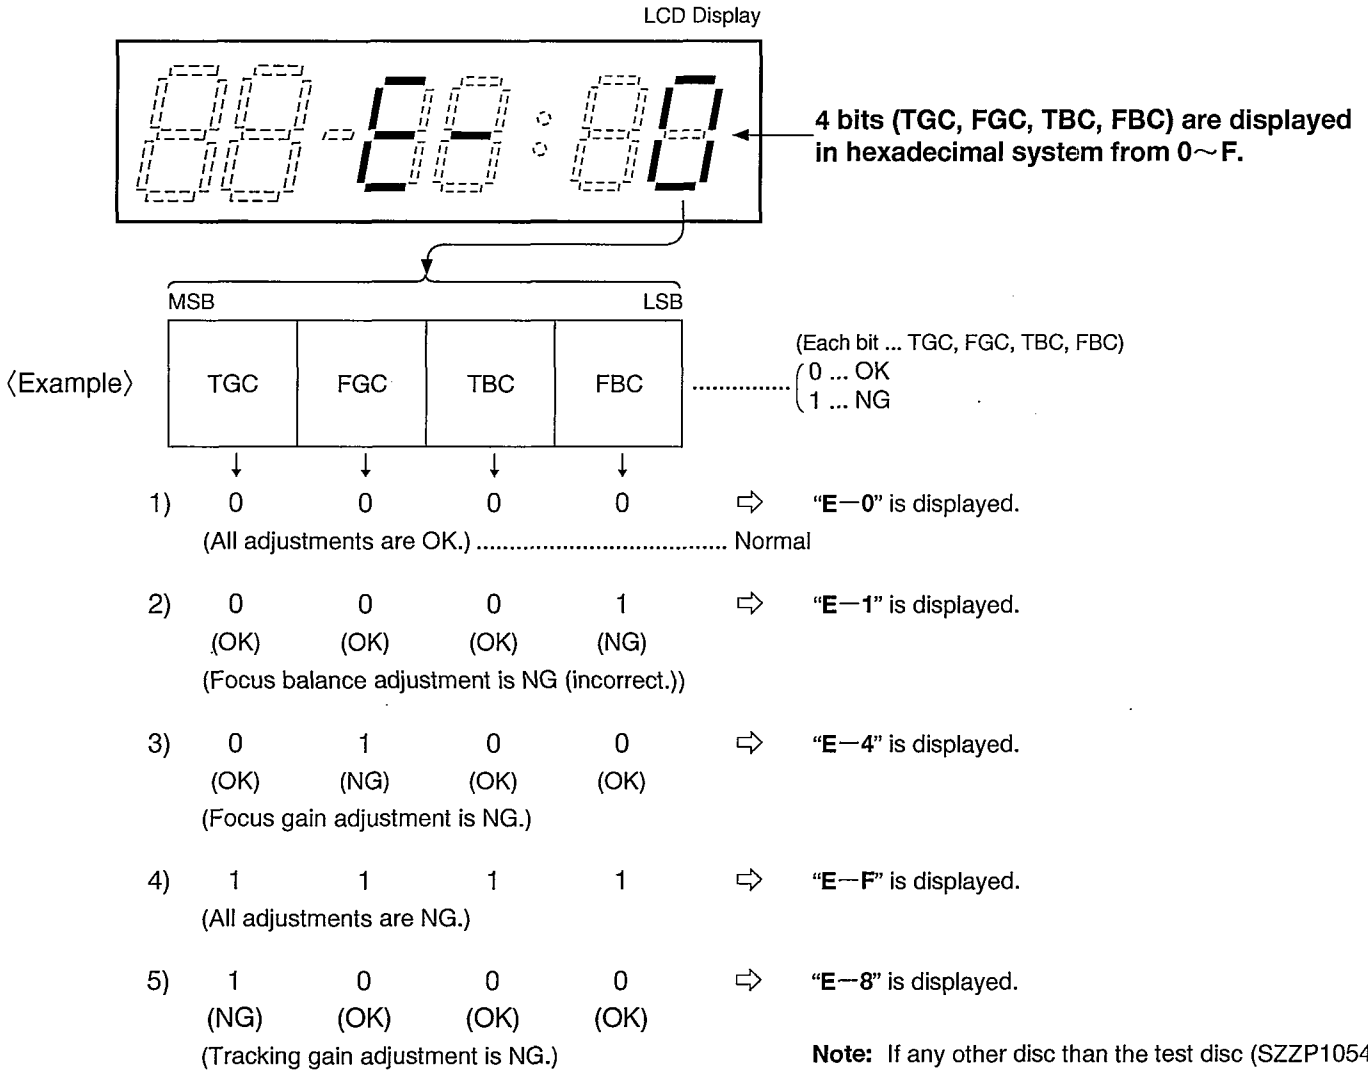 LCD Display
4 bits (TGC, FGC, TBC, FBC) are displayed
in hexadecimal system from 0～F.
E-0
MSB LSB
(Each bit ... TGC, FGC, TBC, FBC)
〈Example〉 TGC FGC TBC FBC .............. 0 ... OK
1 ... NG
1) 0 0 0 0 ⇨ “E—0” is displayed.
(All adjustments are OK.) ...................................... Normal
2) 0 0 0 1 ⇨ “E—1” is displayed.
(OK) (OK) (OK) (NG)
(Focus balance adjustment is NG (incorrect.))
3) 0 1 0 0 ⇨ “E—4” is displayed.
(OK) (NG) (OK) (OK)
(Focus gain adjustment is NG.)
4) 1 1 1 1 ⇨ “E—F” is displayed.
(All adjustments are NG.)
5) 1 0 0 0 ⇨ “E—8” is displayed.
(NG) (OK) (OK) (OK)
(Tracking gain adjustment is NG.)
Note: If any other disc than the test disc (SZZP1054